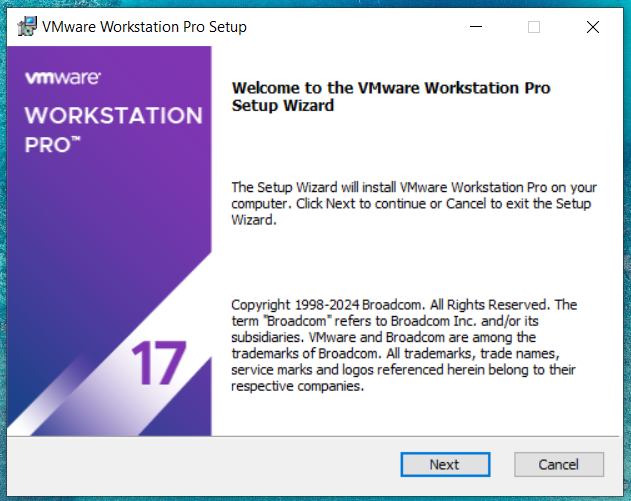 VMware Workstation Pro Setup
vmware®
WORKSTATION
PRO™
17
Welcome to the VMware Workstation Pro
Setup Wizard
The Setup Wizard will install VMware Workstation Pro on your
computer. Click Next to continue or Cancel to exit the Setup
Wizard.
Copyright 1998-2024 Broadcom. All Rights Reserved. The
term "Broadcom" refers to Broadcom Inc. and/or its
subsidiaries. VMware and Broadcom are among the
trademarks of Broadcom. All trademarks, trade names,
service marks and logos referenced herein belong to their
respective companies.
Next
Cancel